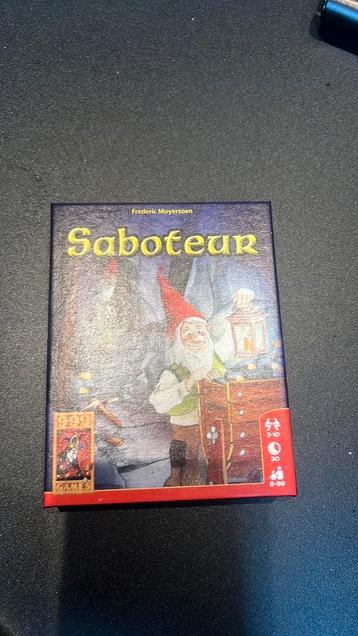 Frederic Moyersoen
Saboteur
999
GAMES
3-10
30
8-99